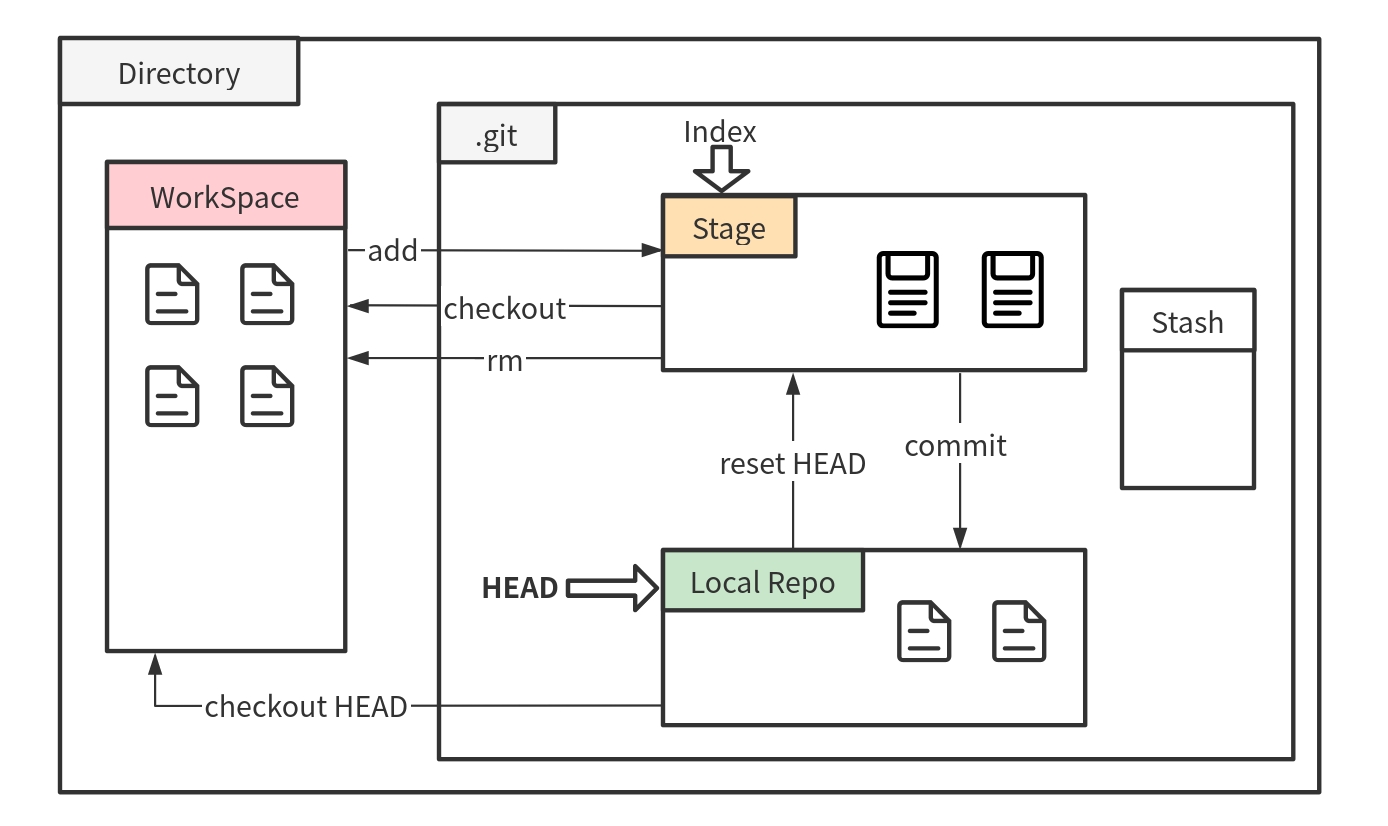 Directory
.git
Index
WorkSpace
Stage
add
checkout
Stash
rm
reset HEAD
commit
HEAD
Local Repo
checkout HEAD